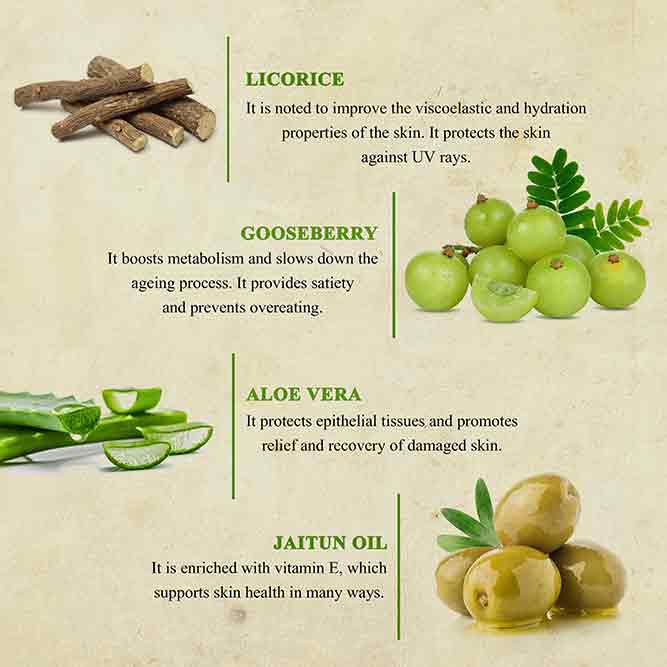 LICORICE
It is noted to improve the viscoelastic and hydration
properties of the skin. It protects the skin
against UV rays.
GOOSEBERRY
It boosts metabolism and slows down the
ageing process. It provides satiety
and prevents overeating.
ALOE VERA
It protects epithelial tissues and promotes
relief and recovery of damaged skin.
JAITUN OIL
It is enriched with vitamin E, which
supports skin health in many ways.